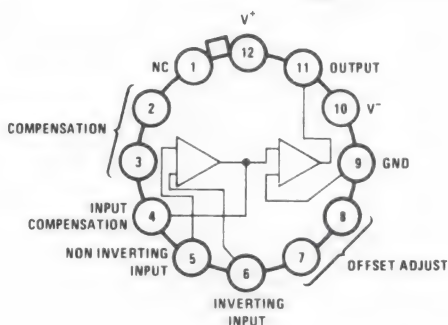 V+
12
NC
1
11
OUTPUT
2
10
V−
COMPENSATION
3
9
GND
INPUT
COMPENSATION
4
8
NON INVERTING
INPUT
5
7
OFFSET ADJUST
6
INVERTING
INPUT